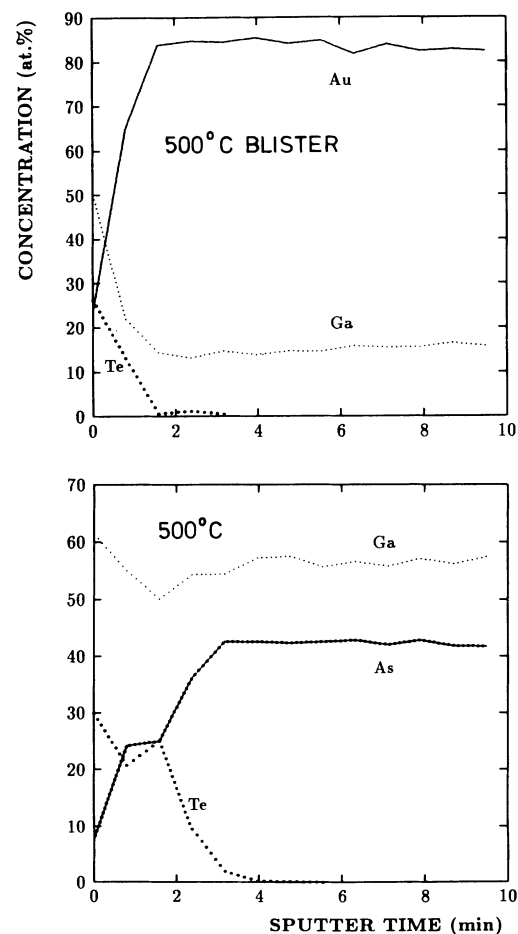 CONCENTRATION (at.%)
90
80
70
60
50
40
30
20
10
0
Au
500°C BLISTER
Ga
Te
0 2 4 6 8 10
70
60
50
40
30
20
10
0
500°C
Ga
As
Te
0 2 4 6 8 10
SPUTTER TIME (min)